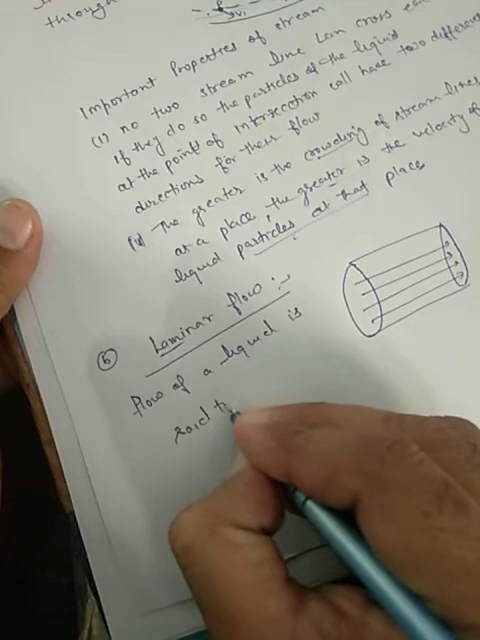 through
Important Properties of stream
(i) no two stream line can cross
If they do so the particles of the liquid
at the point of intersection will have two different
directions for their flow
(ii) The greater is the crowding of stream lines
at a place, the greater is the velocity of
liquid particles at that place
(b) Laminar flow :-
flow of a liquid is
said to